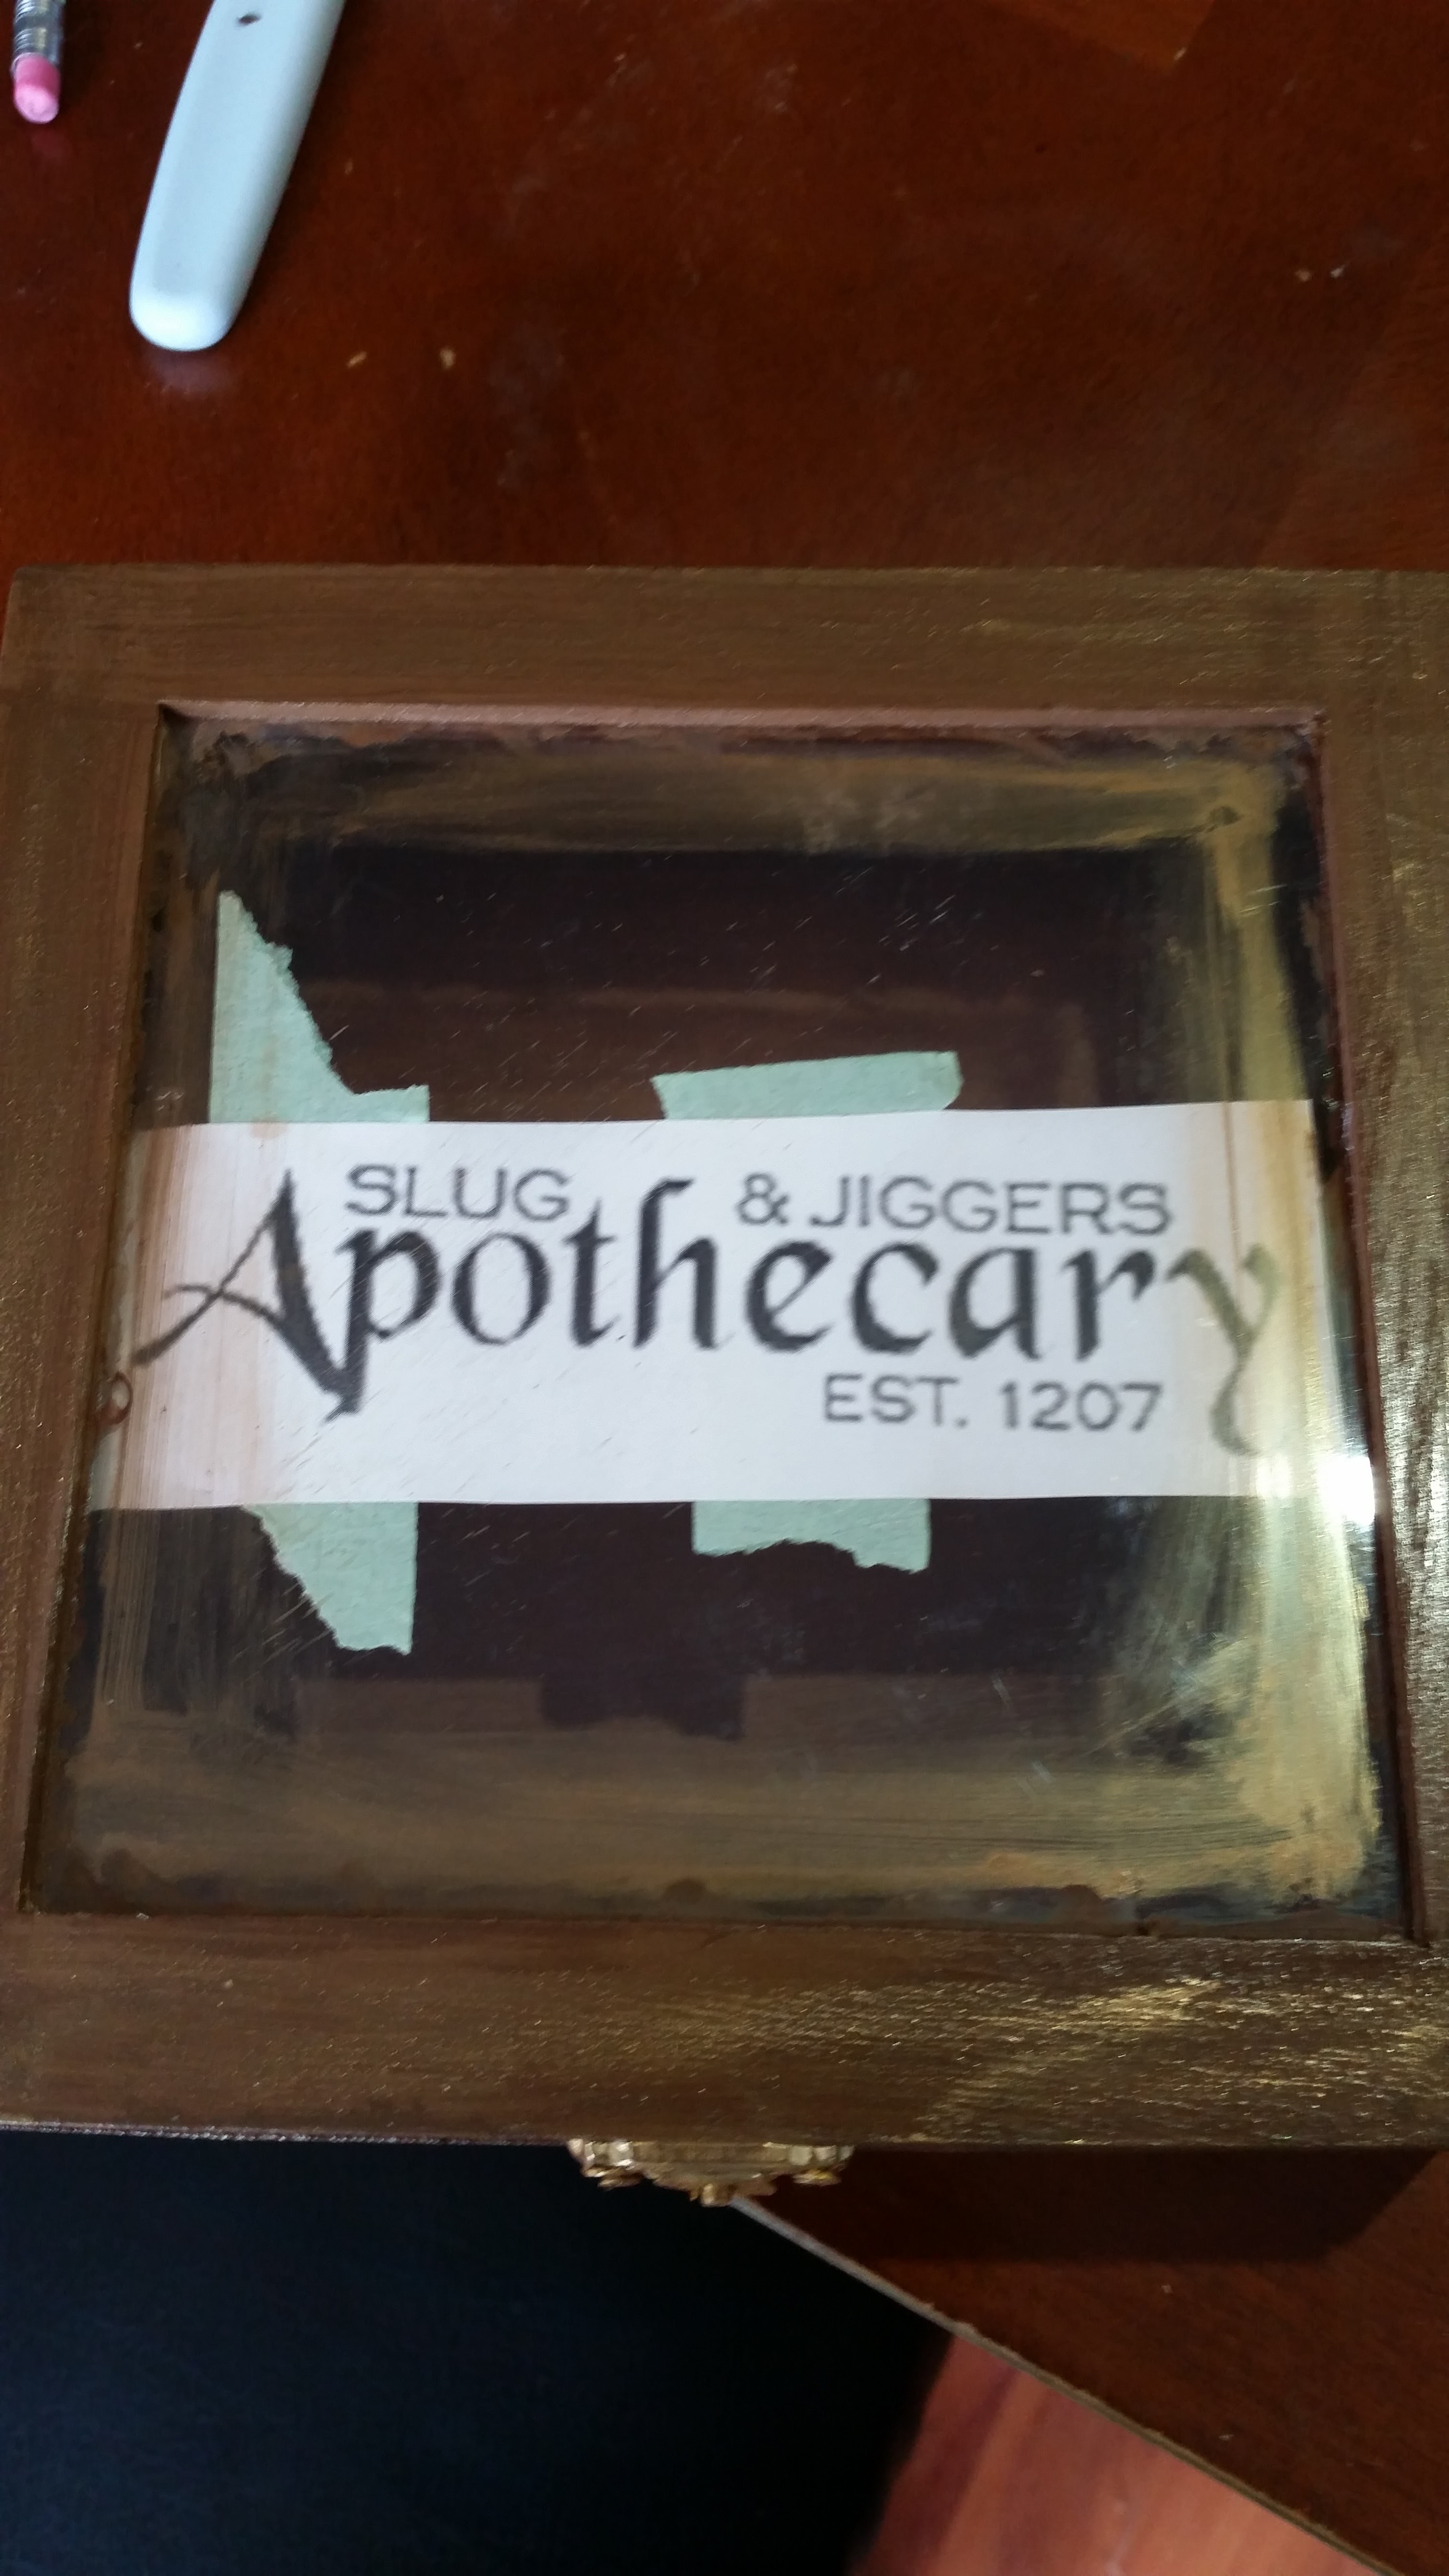 SLUG & JIGGERS
Apothecary
EST. 1207